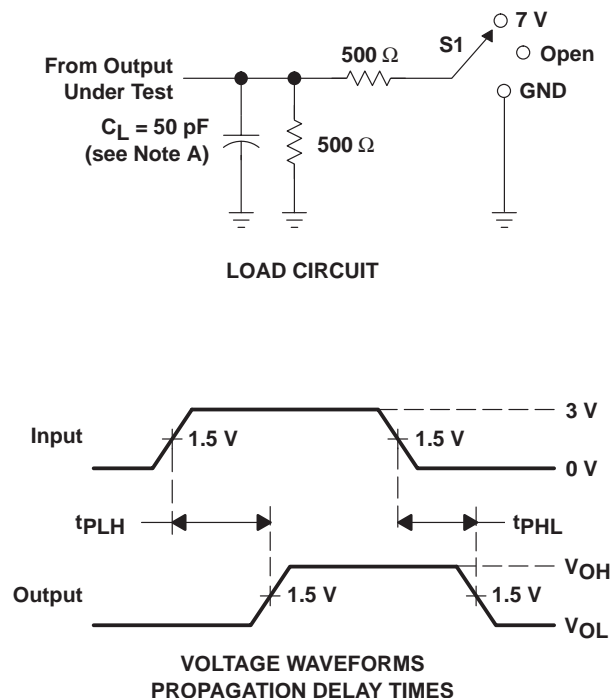 7 V
500 Ω
S1
Open
From Output
Under Test
GND
CL = 50 pF
(see Note A)
500 Ω
LOAD CIRCUIT
3 V
Input
1.5 V
1.5 V
0 V
tPLH
tPHL
VOH
Output
1.5 V
1.5 V
VOL
VOLTAGE WAVEFORMS
PROPAGATION DELAY TIMES